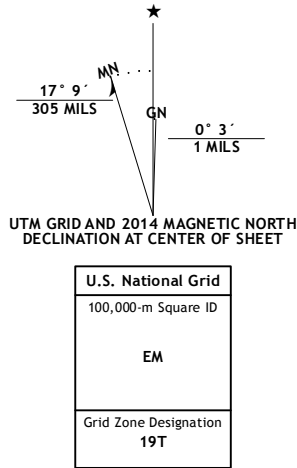 ★
MN
17° 9´
305 MILS
GN
0° 3´
1 MILS
UTM GRID AND 2014 MAGNETIC NORTH
DECLINATION AT CENTER OF SHEET
U.S. National Grid
100,000-m Square ID
EM
Grid Zone Designation
19T